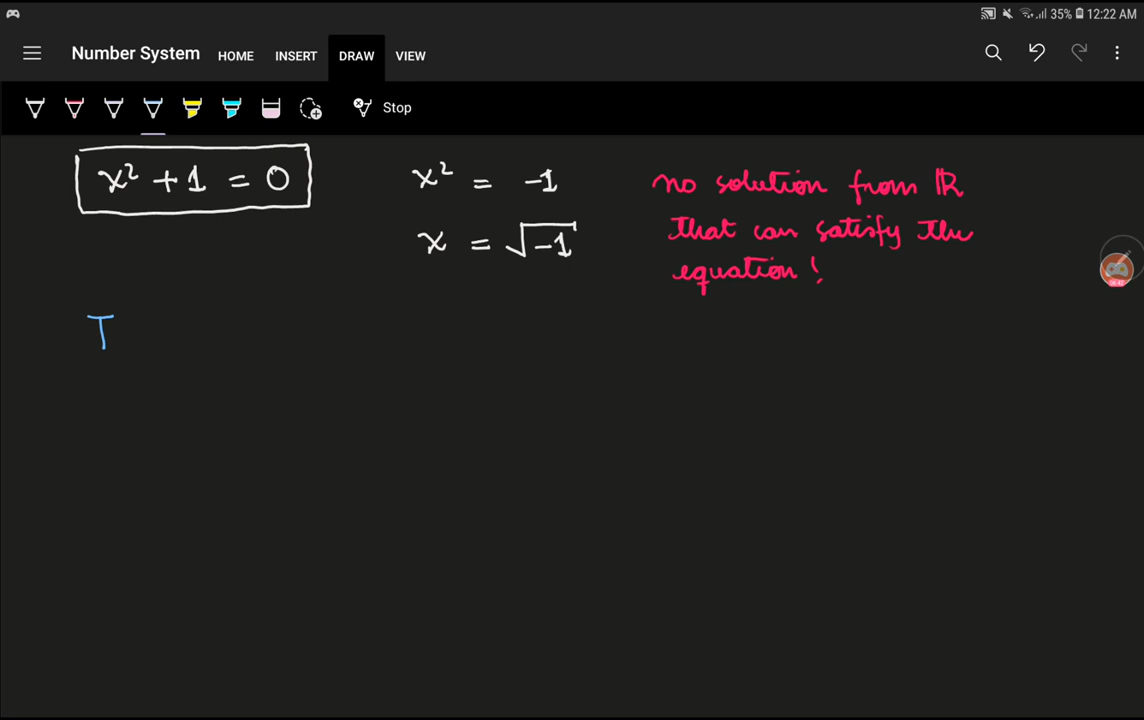 35% 12:22 AM
Number System HOME INSERT DRAW VIEW
Stop
x² + 1 = 0
x² = -1
x = √-1
no solution from ℝ
that can satisfy the
equation!
T